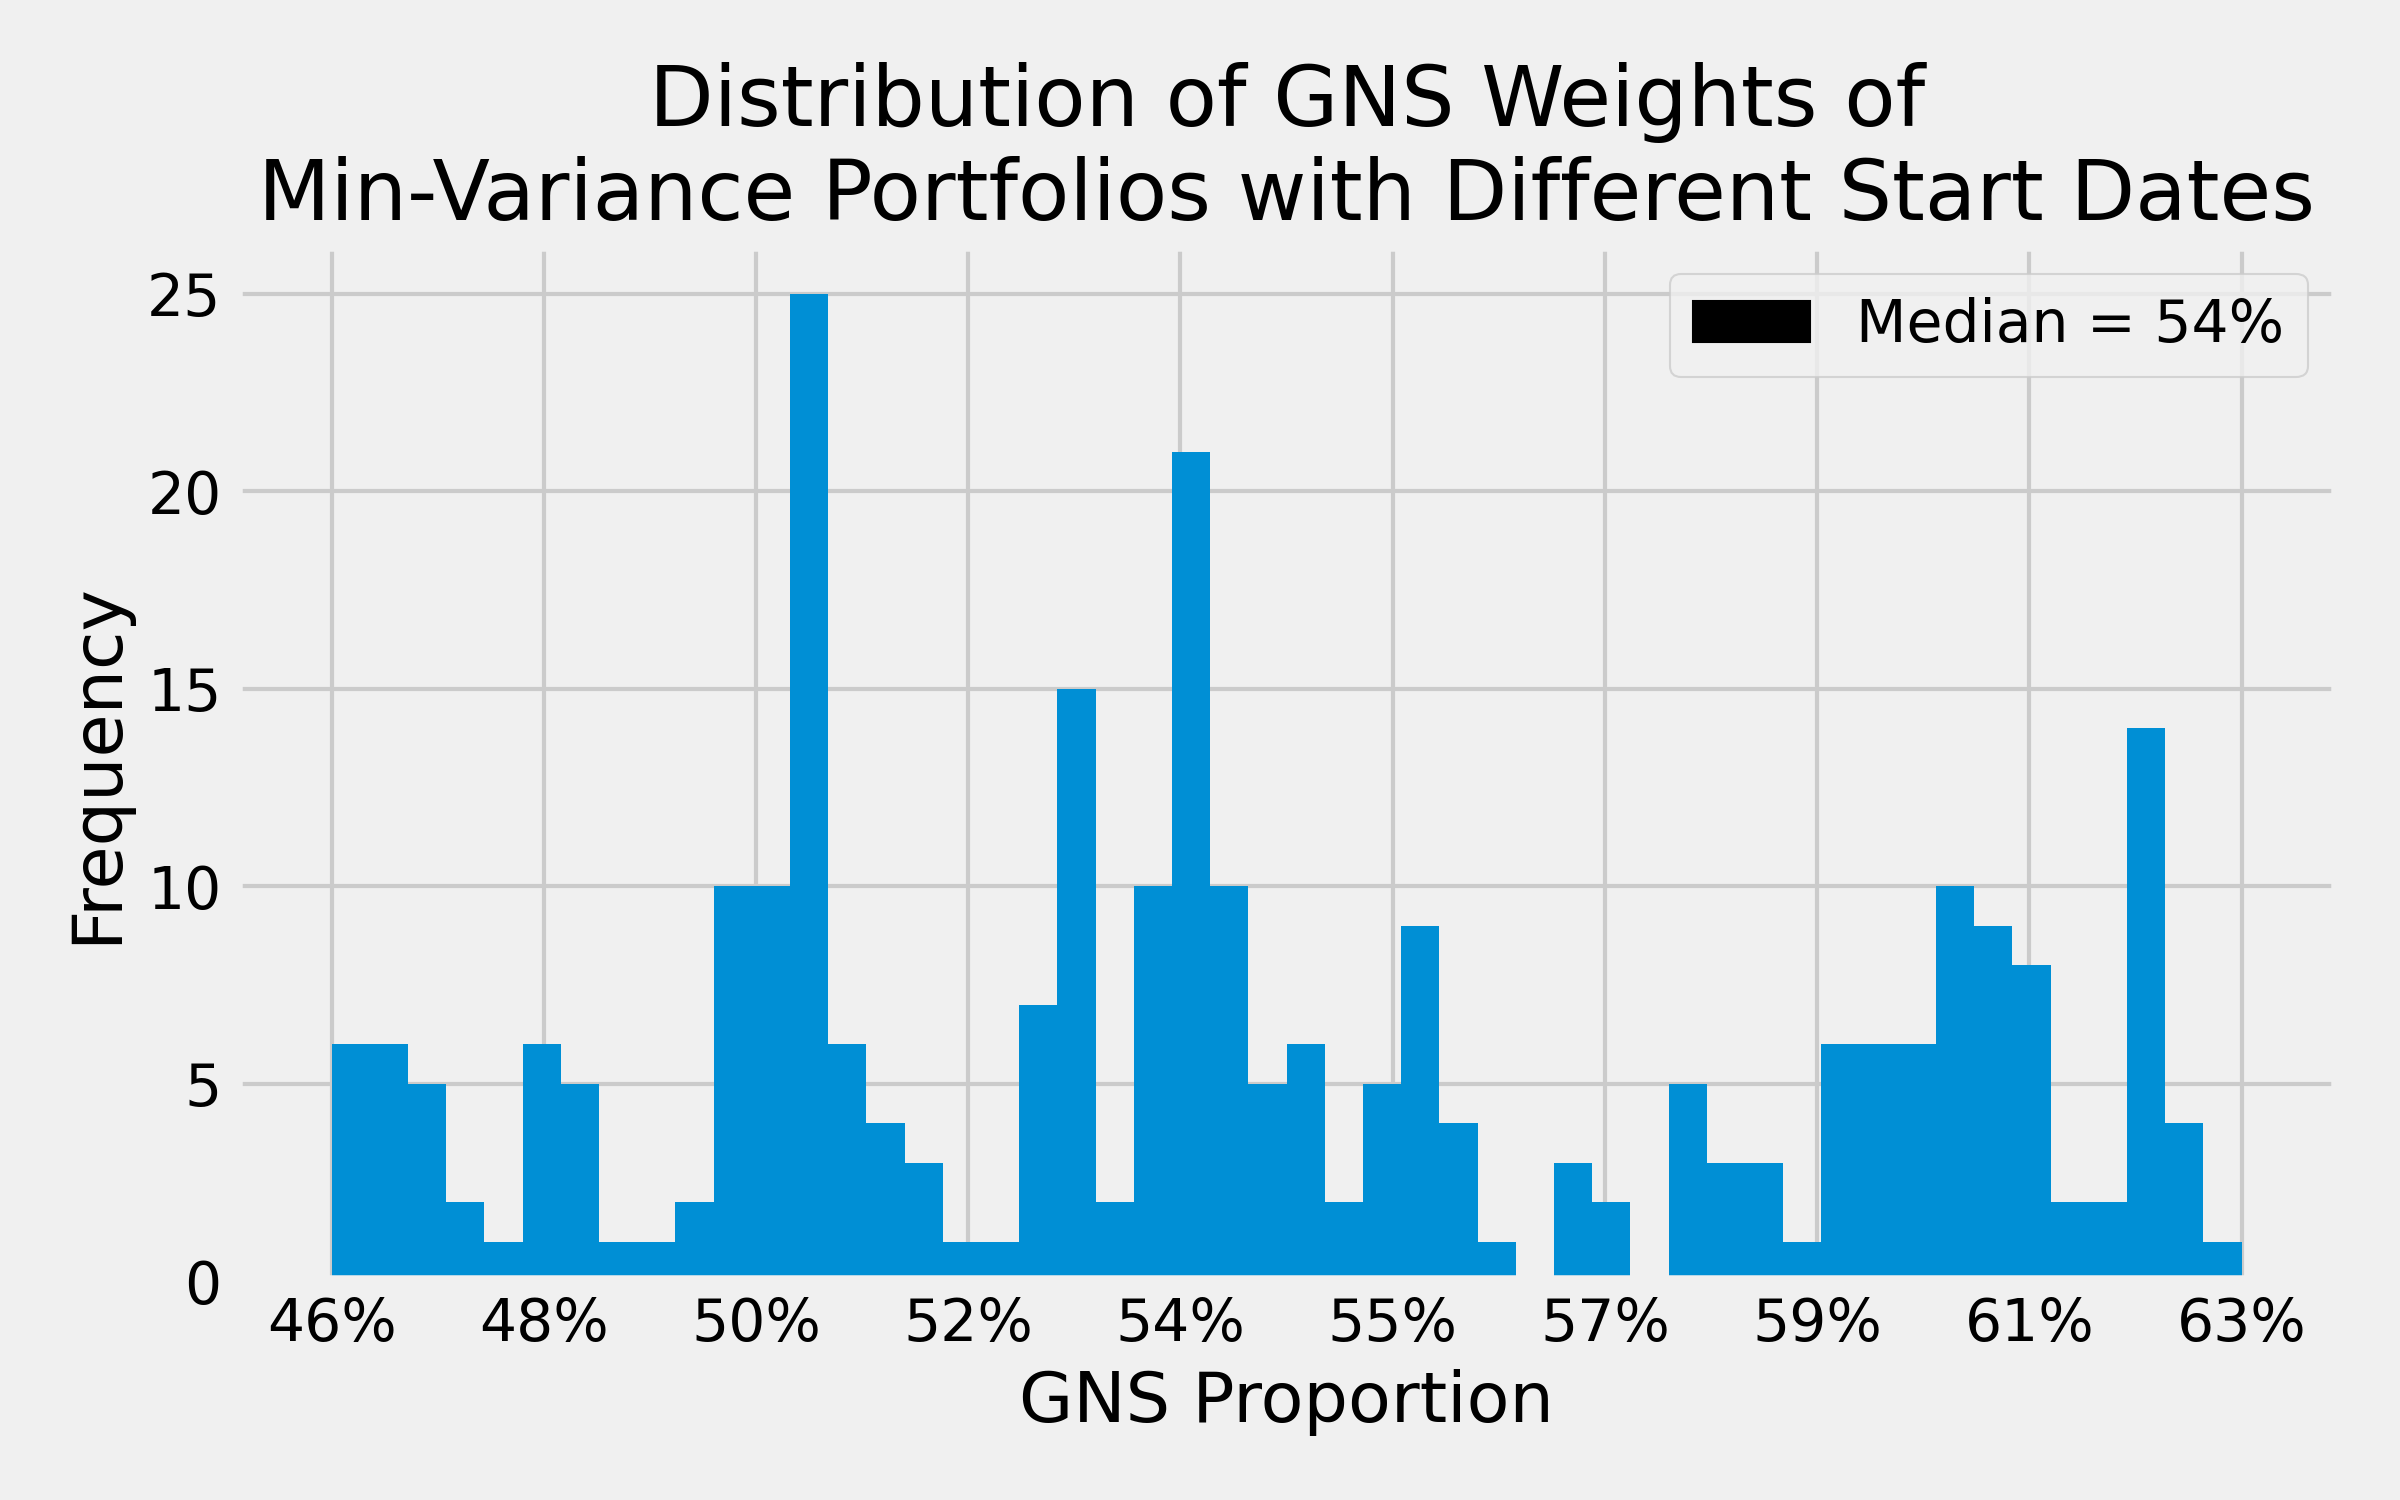 Distribution of GNS Weights of
Min-Variance Portfolios with Different Start Dates
Median = 54%
25
20
15
10
5
0
Frequency
46% 48% 50% 52% 54% 55% 57% 59% 61% 63%
GNS Proportion